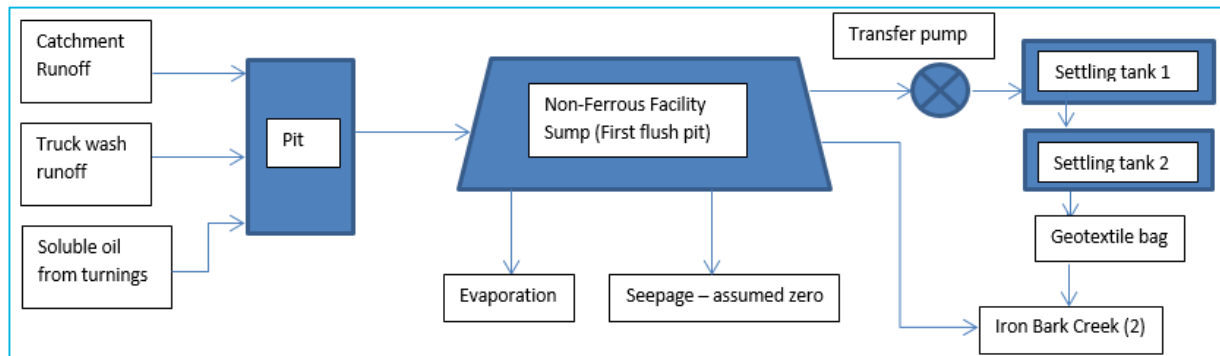 Catchment
Runoff
Truck wash
runoff
Soluble oil
from turnings
Pit
Non-Ferrous Facility
Sump (First flush pit)
Evaporation
Seepage – assumed zero
Transfer pump
Settling tank 1
Settling tank 2
Geotextile bag
Iron Bark Creek (2)